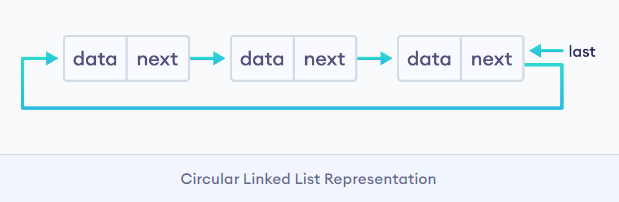 data next data next data next last
Circular Linked List Representation